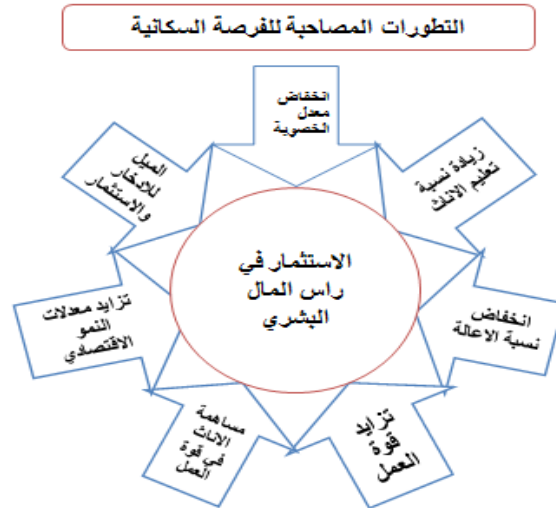 التطورات المصاحبة للفرصة السكانية
انخفاض
معدل
الخصوبة
زيادة نسبة
تعليم الاناث
انخفاض
نسبة الاعالة
تزايد
قوة
العمل
مساهمة
الاناث
في قوة
العمل
تزايد معدلات
النمو
الاقتصادي
الميل
للادخار
والاستثمار
الاستثمار في
راس المال
البشري